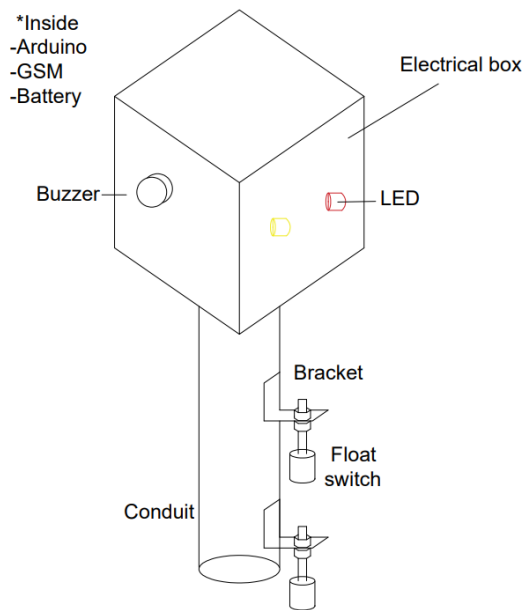 *Inside
-Arduino
-GSM
-Battery
Electrical box
Buzzer
LED
Bracket
Float
switch
Conduit